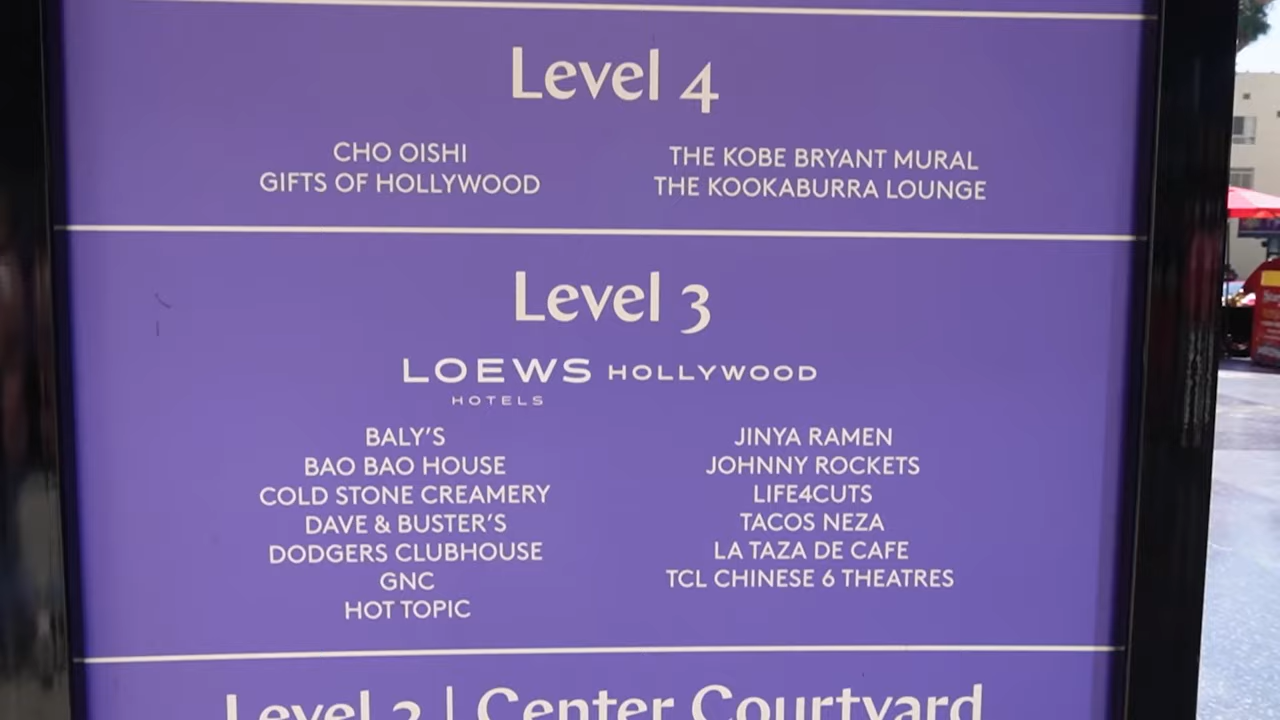 Level 4
CHO OISHI
GIFTS OF HOLLYWOOD
THE KOBE BRYANT MURAL
THE KOOKABURRA LOUNGE
Level 3
LOEWS HOLLYWOOD
HOTELS
BALY'S
BAO BAO HOUSE
COLD STONE CREAMERY
DAVE & BUSTER'S
DODGERS CLUBHOUSE
GNC
HOT TOPIC
JINYA RAMEN
JOHNNY ROCKETS
LIFE4CUTS
TACOS NEZA
LA TAZA DE CAFE
TCL CHINESE 6 THEATRES
Level 2 | Center Courtyard